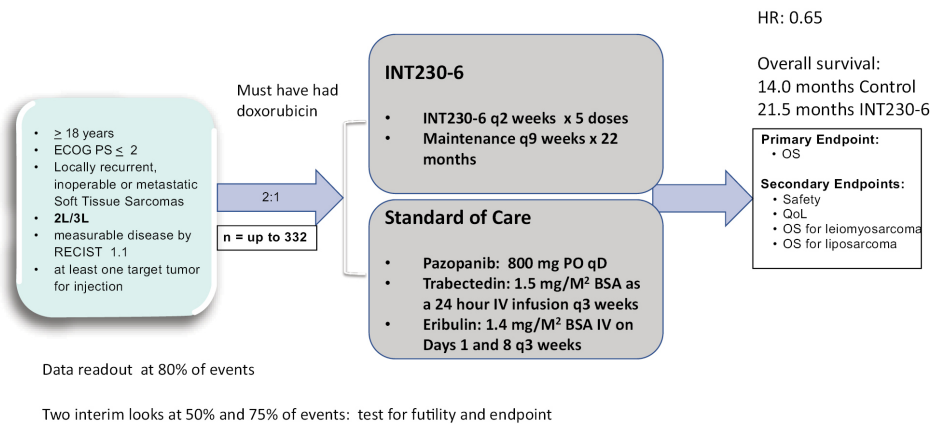 HR: 0.65
Overall survival:
14.0 months Control
21.5 months INT230-6
Must have had
doxorubicin
• ≥ 18 years
• ECOG PS ≤ 2
• Locally recurrent,
inoperable or metastatic
Soft Tissue Sarcomas
• 2L/3L
• measurable disease by
RECIST 1.1
• at least one target tumor
for injection
2:1
n = up to 332
INT230-6
• INT230-6 q2 weeks x 5 doses
• Maintenance q9 weeks x 22
months
Standard of Care
• Pazopanib: 800 mg PO qD
• Trabectedin: 1.5 mg/M² BSA as
a 24 hour IV infusion q3 weeks
• Eribulin: 1.4 mg/M² BSA IV on
Days 1 and 8 q3 weeks
Primary Endpoint:
• OS
Secondary Endpoints:
• Safety
• QoL
• OS for leiomyosarcoma
• OS for liposarcoma
Data readout at 80% of events
Two interim looks at 50% and 75% of events: test for futility and endpoint